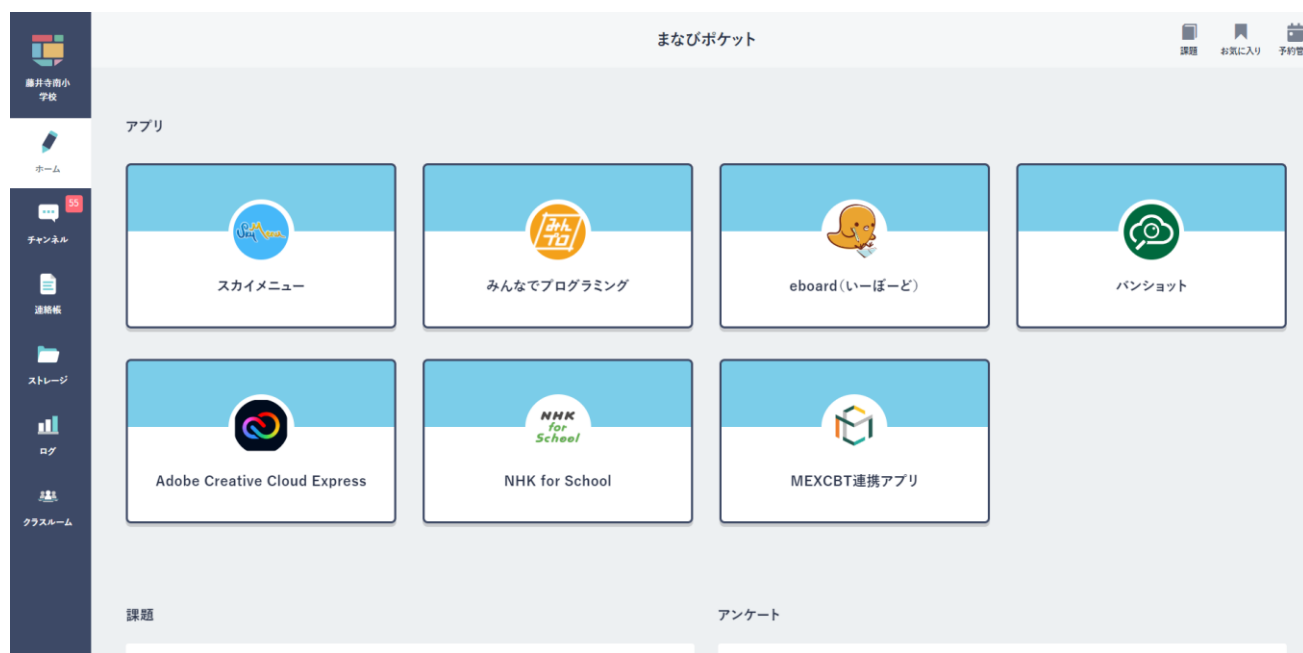 まなびポケット
課題
お気に入り
予約管
藤井寺南小
学校
ホーム
55
チャンネル
連絡帳
ストレージ
ログ
クラスルーム
アプリ
スカイメニュー
みんプロ
みんなでプログラミング
eboard(いーぼーど)
バンショット
Adobe Creative Cloud Express
NHK
for
School
NHK for School
MEXCBT連携アプリ
課題
アンケート